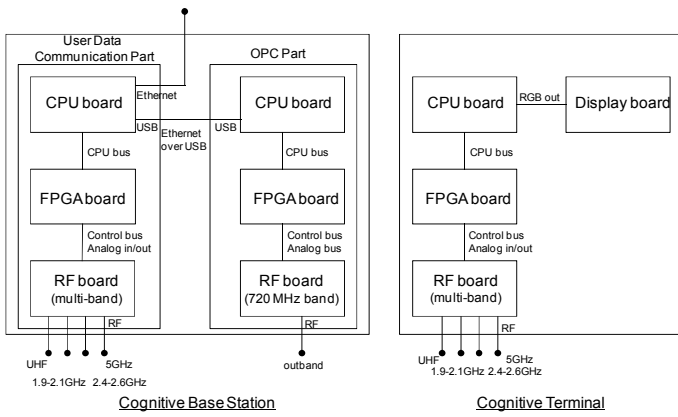 User Data
Communication Part
CPU board
Ethernet
USB
Ethernet
over USB
CPU bus
FPGA board
Control bus
Analog in/out
RF board
(multi-band)
RF
UHF
5GHz
1.9-2.1GHz
2.4-2.6GHz
OPC Part
USB
CPU board
CPU bus
FPGA board
Control bus
Analog bus
RF board
(720 MHz band)
RF
outband
Cognitive Base Station
CPU board
RGB out
Display board
CPU bus
FPGA board
Control bus
Analog in/out
RF board
(multi-band)
RF
UHF
5GHz
1.9-2.1GHz
2.4-2.6GHz
Cognitive Terminal